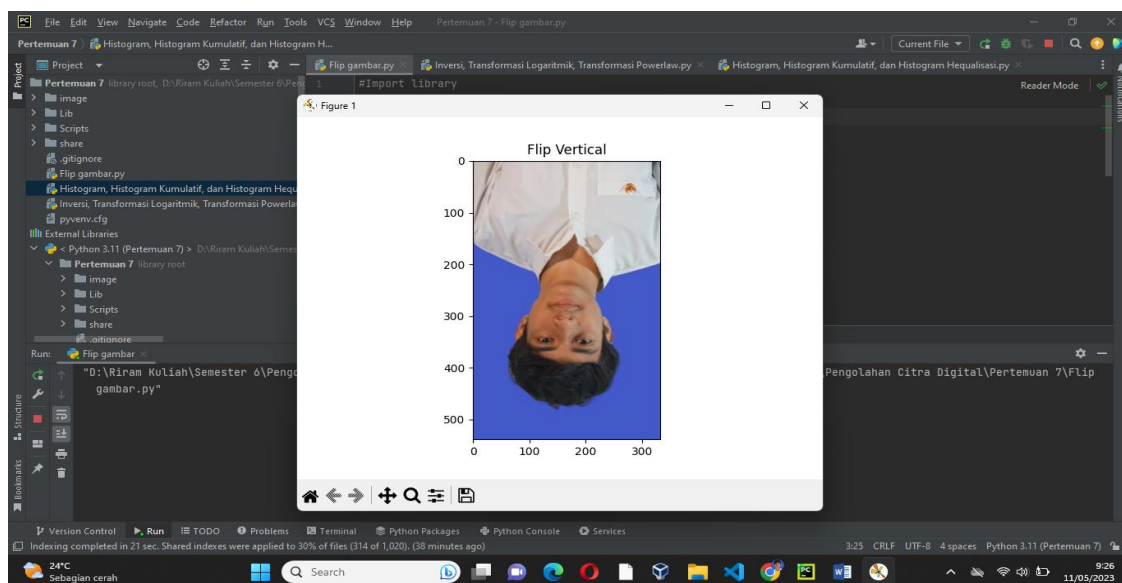 PC File Edit View Navigate Code Refactor Run Tools VCS Window Help Pertemuan 7 - Flip gambar.py
Pertemuan 7 Histogram, Histogram Kumulatif, dan Histogram H... Current File
Project Flip gambar.py Inversi, Transformasi Logaritmik, Transformasi Powerlaw.py Histogram, Histogram Kumulatif, dan Histogram Hequalisasi.py
Project
Pertemuan 7 library root, D:\Riram Kuliah\Semester 6\Peng
1 #Import library
Reader Mode
Notifications
image
Lib
Scripts
share
.gitignore
Flip gambar.py
Histogram, Histogram Kumulatif, dan Histogram Hequ
Inversi, Transformasi Logaritmik, Transformasi Powerla
pyvenv.cfg
External Libraries
< Python 3.11 (Pertemuan 7) > D:\Riram Kuliah\Semes
Pertemuan 7 library root
image
Lib
Scripts
share
.gitignore
Figure 1
Flip Vertical
0
100
200
300
400
500
0 100 200 300
Run: Flip gambar
"D:\Riram Kuliah\Semester 6\Pengo
\Pengolahan Citra Digital\Pertemuan 7\Flip
gambar.py"
Structure
Bookmarks
Version Control Run TODO Problems Terminal Python Packages Python Console Services
Indexing completed in 21 sec. Shared indexes were applied to 30% of files (314 of 1,020). (38 minutes ago) 3:25 CRLF UTF-8 4 spaces Python 3.11 (Pertemuan 7)
24°C
Sebagian cerah
Search
PC
9:26
11/05/2023